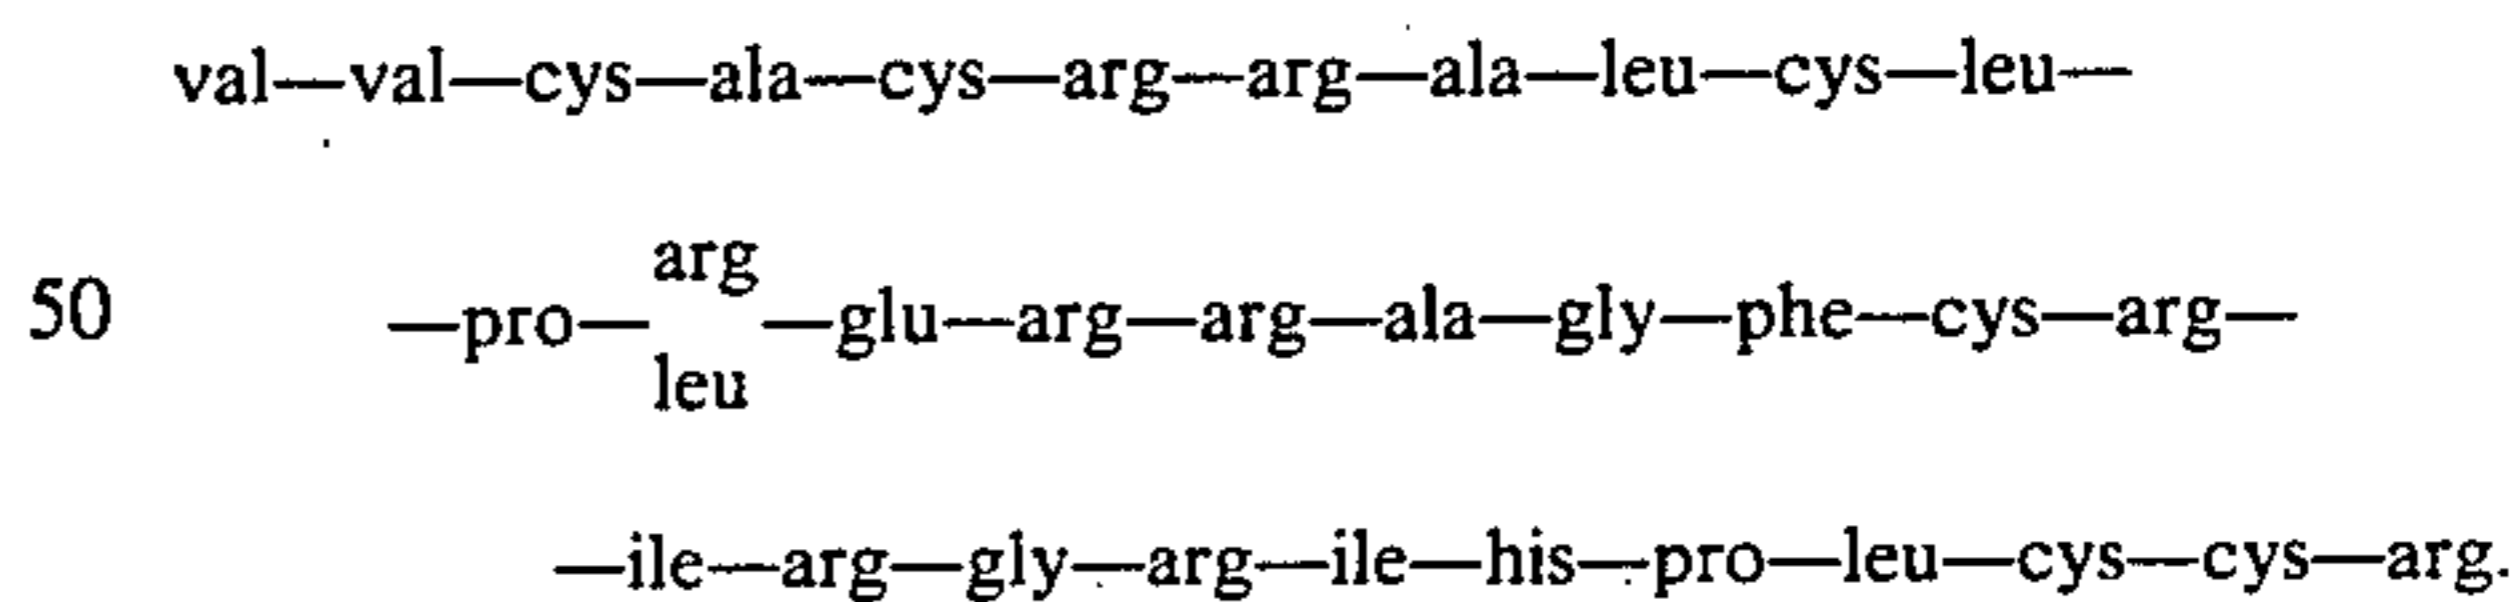 val—val—cys—ala—cys—arg—arg—ala—leu—cys—leu—
arg
50 —pro— —glu—arg—arg—ala—gly—phe—cys—arg—
leu
—ile—arg—gly—arg—ile—his—pro—leu—cys—cys—arg.